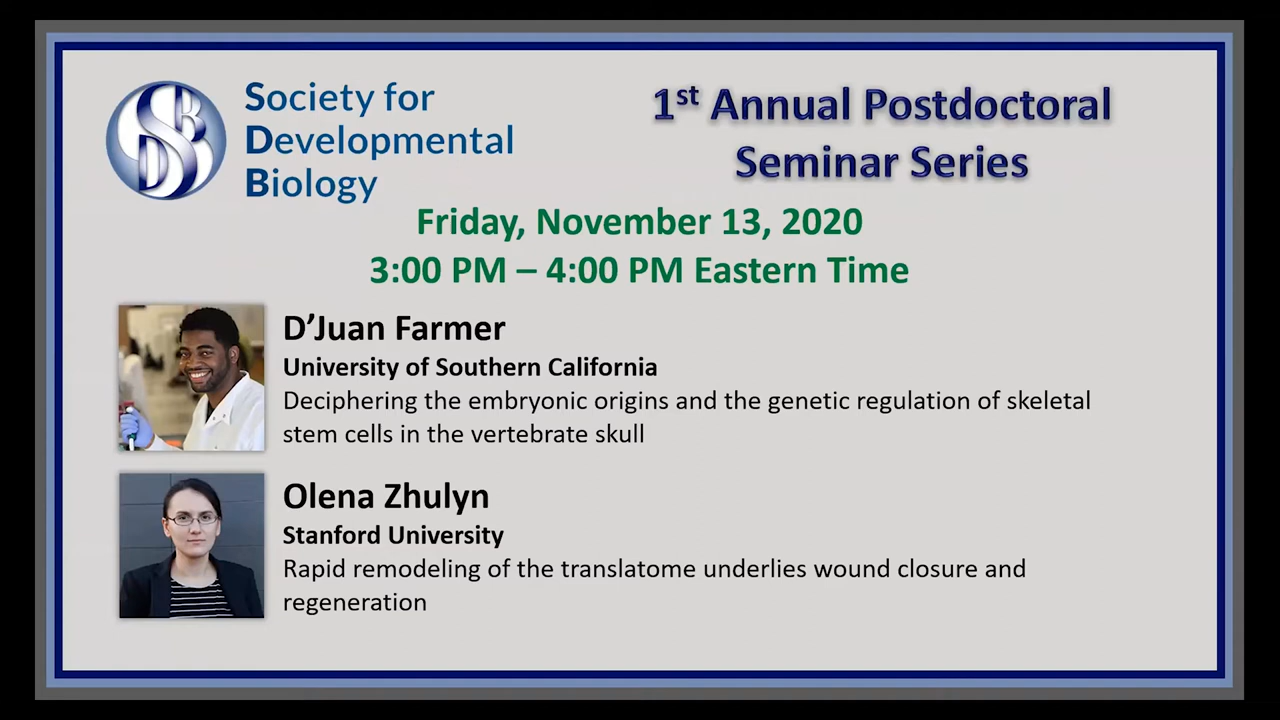 SDB
Society for
Developmental
Biology
1st Annual Postdoctoral
Seminar Series
Friday, November 13, 2020
3:00 PM – 4:00 PM Eastern Time
D’Juan Farmer
University of Southern California
Deciphering the embryonic origins and the genetic regulation of skeletal
stem cells in the vertebrate skull
Olena Zhulyn
Stanford University
Rapid remodeling of the translatome underlies wound closure and
regeneration